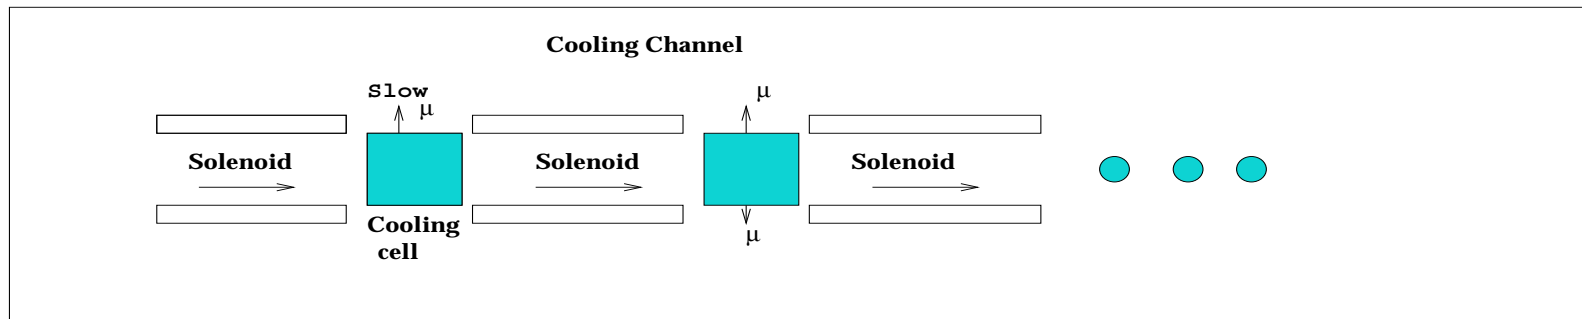 Cooling Channel
Slow
μ
μ
Solenoid
Solenoid
Solenoid
Cooling
cell
μ